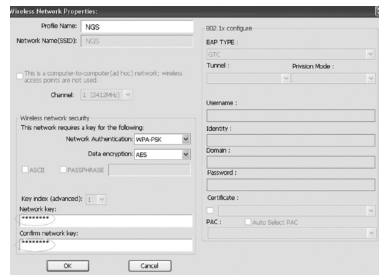 Wireless Network Properties:
Profile Name: NGS
Network Name(SSID): NGS
This is a computer-to-computer(ad hoc) network; wireless
access points are not used.
Channel: 1 (2412MHz)
Wireless network security
This network requires a key for the following:
Network Authentication: WPA-PSK
Data encryption: AES
ASCII PASSPHRASE
Key index (advanced): 1
Network key:
********
Confirm network key:
********
OK Cancel
802.1x configure
EAP TYPE :
GTC
Tunnel : Privision Mode :
Username :
Identity :
Domain :
Password :
Certificate :
PAC : Auto Select PAC